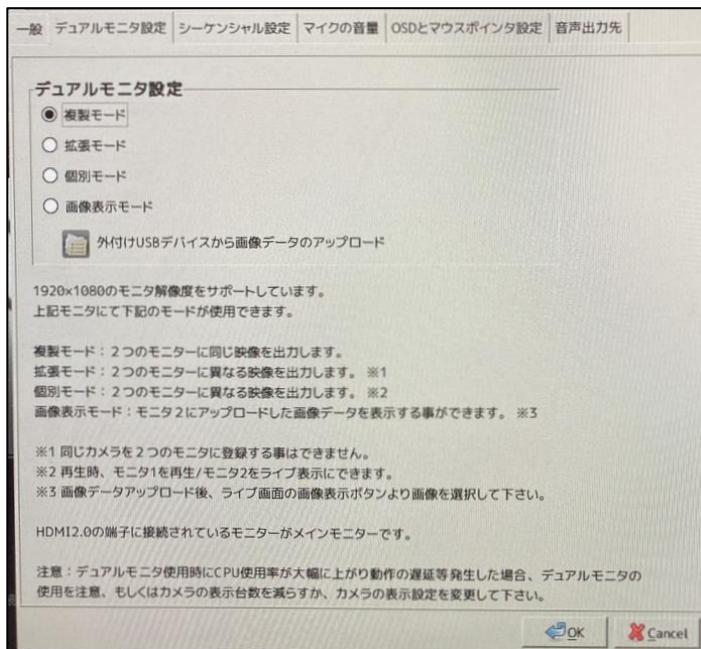 一般 デュアルモニタ設定 シーケンシャル設定 マイクの音量 OSDとマウスポインタ設定 音声出力先
デュアルモニタ設定
複製モード
拡張モード
個別モード
画像表示モード
外付けUSBデバイスから画像データのアップロード
1920x1080のモニタ解像度をサポートしています。
上記モニタにて下記のモードが使用できます。
複製モード：２つのモニターに同じ映像を出力します。
拡張モード：２つのモニターに異なる映像を出力します。 ※1
個別モード：２つのモニターに異なる映像を出力します。 ※2
画像表示モード：モニタ２にアップロードした画像データを表示する事ができます。 ※3
※1 同じカメラを２つのモニタに登録する事はできません。
※2 再生時、モニタ1を再生/モニタ2をライブ表示にできます。
※3 画像データアップロード後、ライブ画面の画像表示ボタンより画像を選択して下さい。
HDMI2.0の端子に接続されているモニターがメインモニターです。
注意：デュアルモニタ使用時にCPU使用率が大幅に上がり動作の遅延等発生した場合、デュアルモニタの
使用を注意、もしくはカメラの表示台数を減らすか、カメラの表示設定を変更して下さい。
OK Cancel